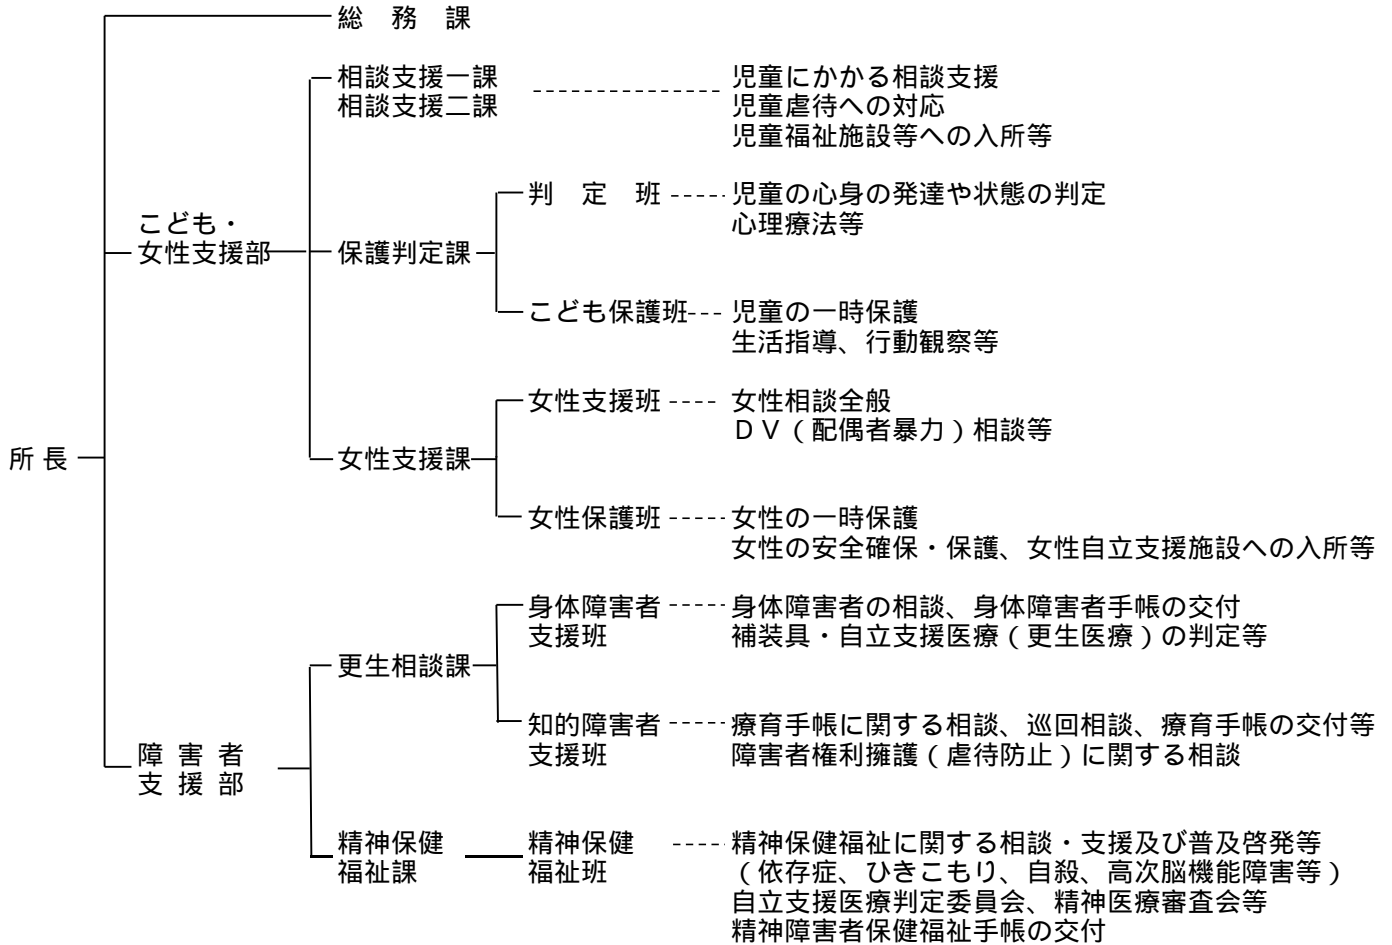 総 務 課
相談支援一課
相談支援二課
児童にかかる相談支援
児童虐待への対応
児童福祉施設等への入所等
判 定 班
児童の心身の発達や状態の判定
心理療法等
こども・
女性支援部
保護判定課
こども保護班
児童の一時保護
生活指導、行動観察等
女性支援班
女性相談全般
ＤＶ（配偶者暴力）相談等
所 長
女性支援課
女性保護班
女性の一時保護
女性の安全確保・保護、女性自立支援施設への入所等
身体障害者
支援班
身体障害者の相談、身体障害者手帳の交付
補装具・自立支援医療（更生医療）の判定等
更生相談課
知的障害者
支援班
療育手帳に関する相談、巡回相談、療育手帳の交付等
障害者権利擁護（虐待防止）に関する相談
障 害 者
支 援 部
精神保健
福祉課
精神保健
福祉班
精神保健福祉に関する相談・支援及び普及啓発等
（依存症、ひきこもり、自殺、高次脳機能障害等）
自立支援医療判定委員会、精神医療審査会等
精神障害者保健福祉手帳の交付